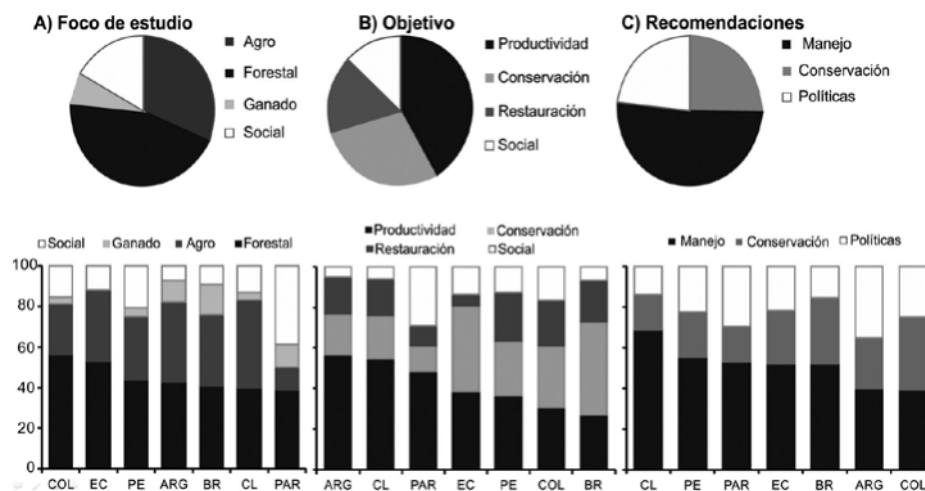 A) Foco de estudio
Agro
Forestal
Ganado
Social
B) Objetivo
Productividad
Conservación
Restauración
Social
C) Recomendaciones
Manejo
Conservación
Políticas
Social Ganado Agro Forestal
100
80
60
40
20
0
COL EC PE ARG BR CL PAR
Productividad Conservación
Restauración Social
ARG CL PAR EC PE COL BR
Manejo Conservación Políticas
CL PE PAR EC BR ARG COL